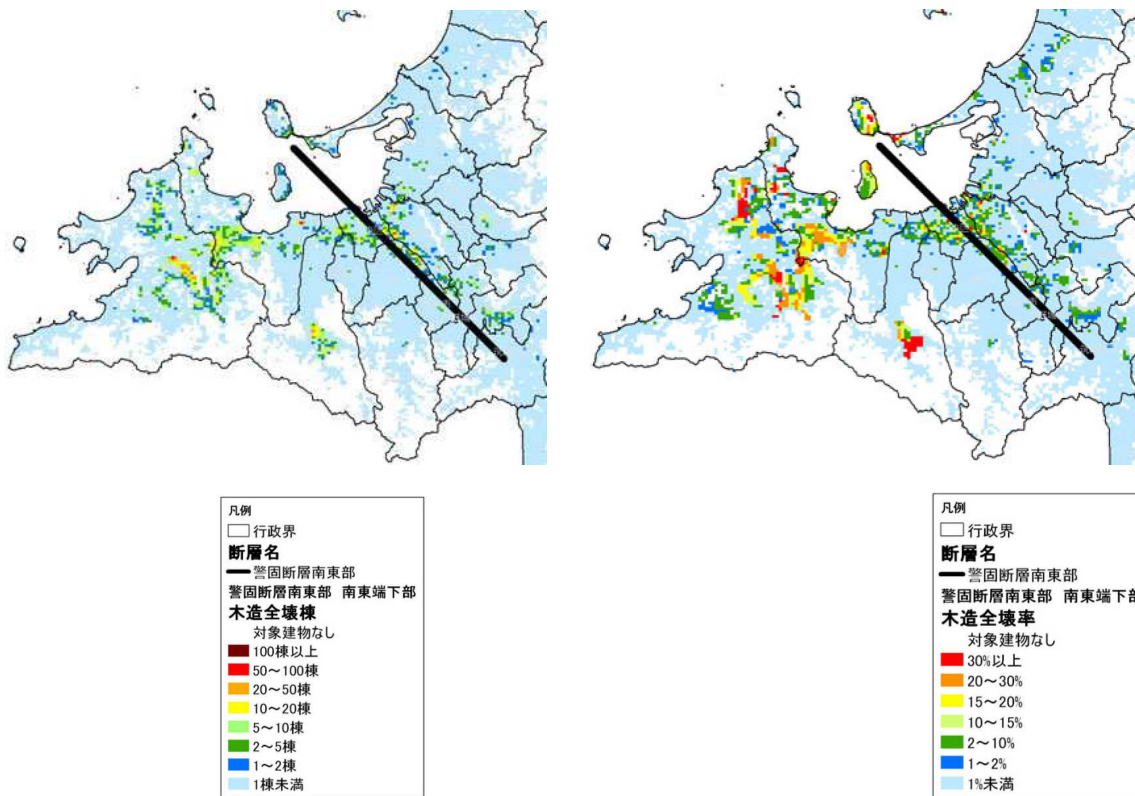 凡例
行政界
断層名
警固断層南東部
警固断層南東部 南東端下部
木造全壊棟
対象建物なし
100棟以上
50～100棟
20～50棟
10～20棟
5～10棟
2～5棟
1～2棟
1棟未満
凡例
行政界
断層名
警固断層南東部
警固断層南東部 南東端下部
木造全壊率
対象建物なし
30%以上
20～30%
15～20%
10～15%
2～10%
1～2%
1%未満